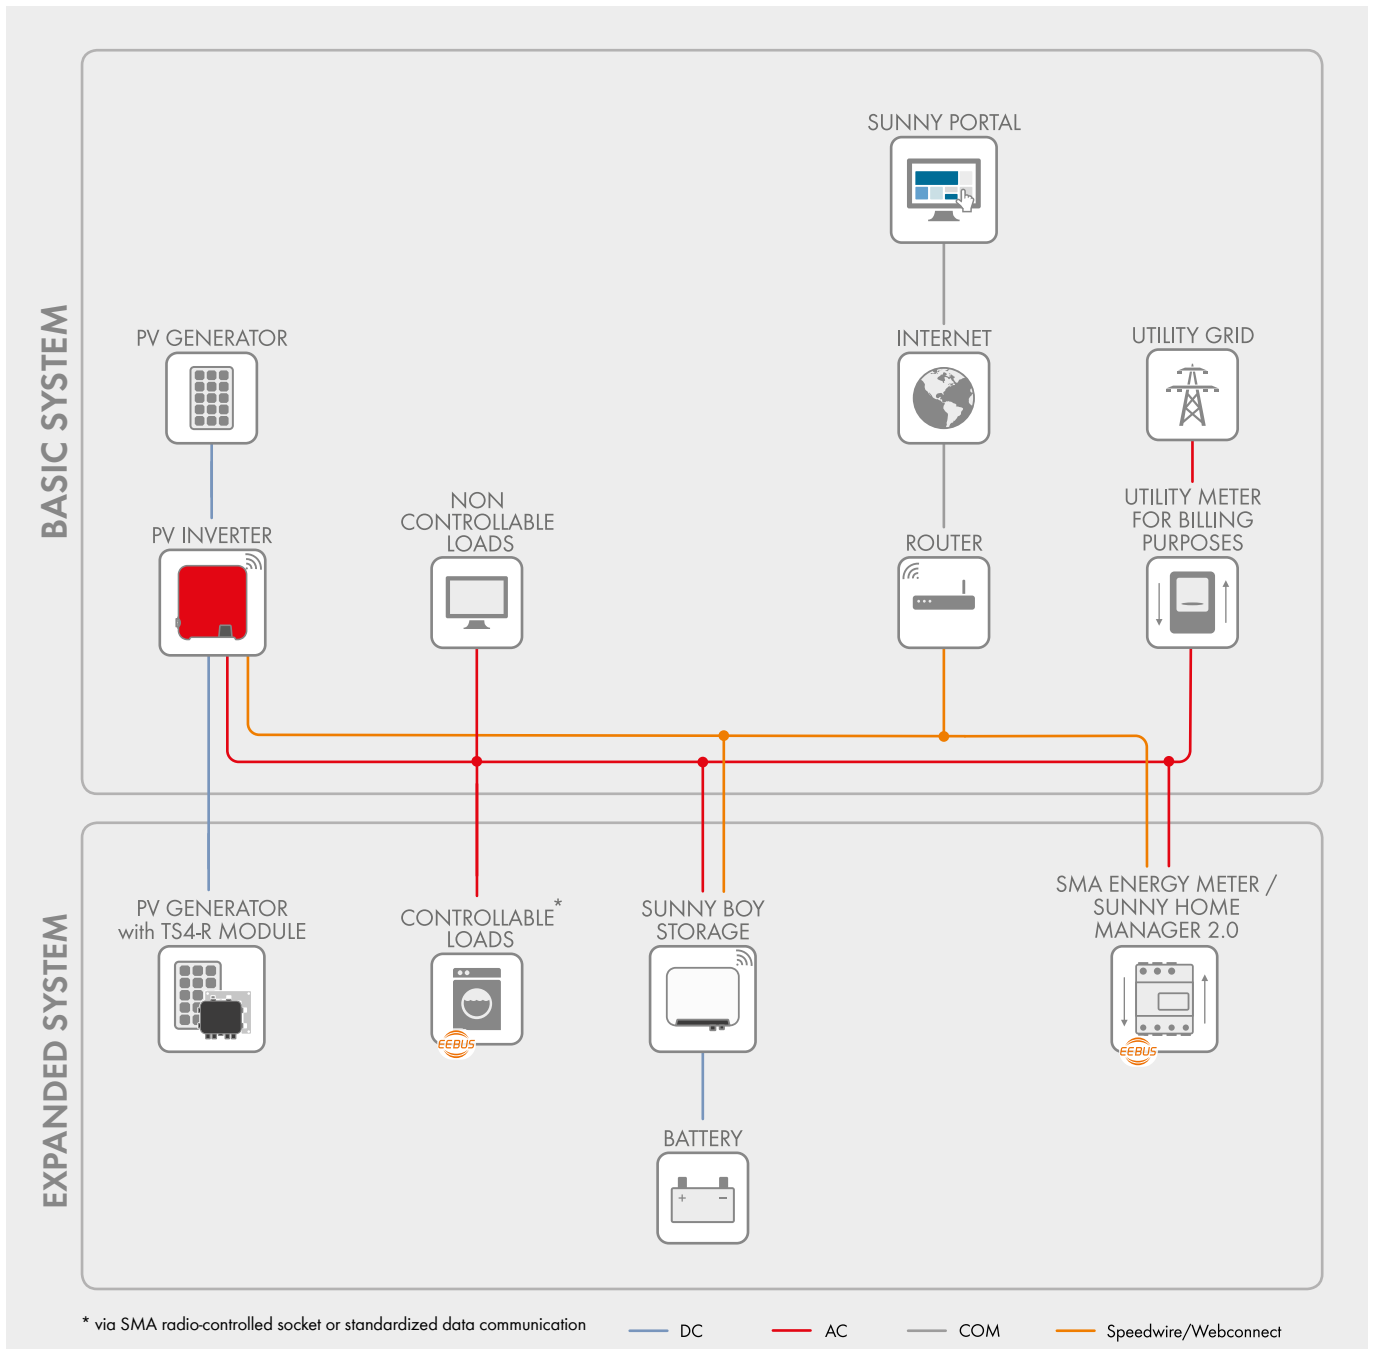 BASIC SYSTEM
SUNNY PORTAL
PV GENERATOR
INTERNET
UTILITY GRID
PV INVERTER
NON
CONTROLLABLE
LOADS
ROUTER
UTILITY METER
FOR BILLING
PURPOSES
EXPANDED SYSTEM
PV GENERATOR
with TS4-R MODULE
CONTROLLABLE*
LOADS
EEBUS
SUNNY BOY
STORAGE
SMA ENERGY METER /
SUNNY HOME
MANAGER 2.0
EEBUS
BATTERY
+ −
* via SMA radio-controlled socket or standardized data communication
DC
AC
COM
Speedwire/Webconnect